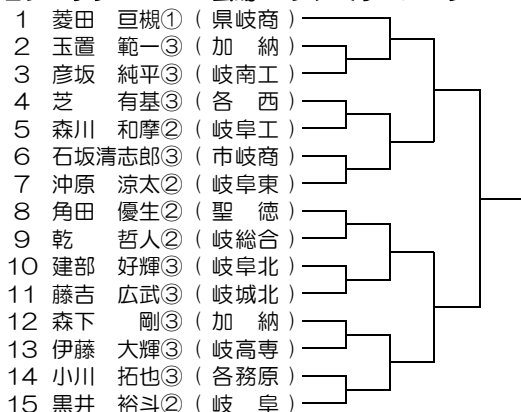 1 菱田 亘槻① （県岐商）
2 玉置 範一③ （加 納）
3 彦坂 純平③ （岐南工）
4 芝 有基③ （各 西）
5 森川 和摩② （岐阜工）
6 石坂清志郎③ （市岐商）
7 沖原 涼太② （岐阜東）
8 角田 優生② （聖 徳）
9 乾 哲人② （岐総合）
10 建部 好輝③ （岐阜北）
11 藤吉 広武③ （岐城北）
12 森下 剛③ （加 納）
13 伊藤 大輝③ （岐高専）
14 小川 拓也③ （各務原）
15 黒井 裕斗② （岐 阜）